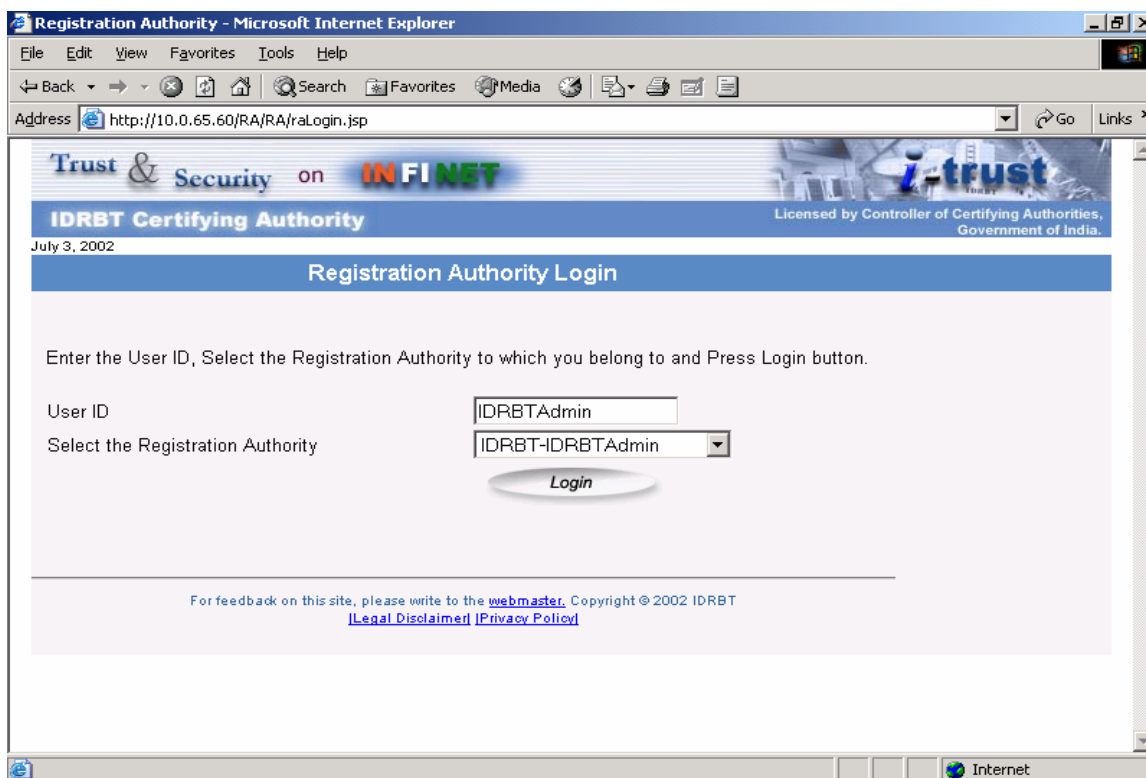 Registration Authority - Microsoft Internet Explorer
File Edit View Favorites Tools Help
Back Search Favorites Media
Address http://10.0.65.60/RA/RA/raLogin.jsp Go Links
Trust & Security on INFINET i-trust
IDRBT
IDRBT Certifying Authority
Licensed by Controller of Certifying Authorities,
Government of India.
July 3, 2002
Registration Authority Login
Enter the User ID, Select the Registration Authority to which you belong to and Press Login button.
User ID IDRBTAdmin
Select the Registration Authority IDRBT-IDRBTAdmin
Login
For feedback on this site, please write to the webmaster. Copyright © 2002 IDRBT
|Legal Disclaimer| |Privacy Policy|
Internet